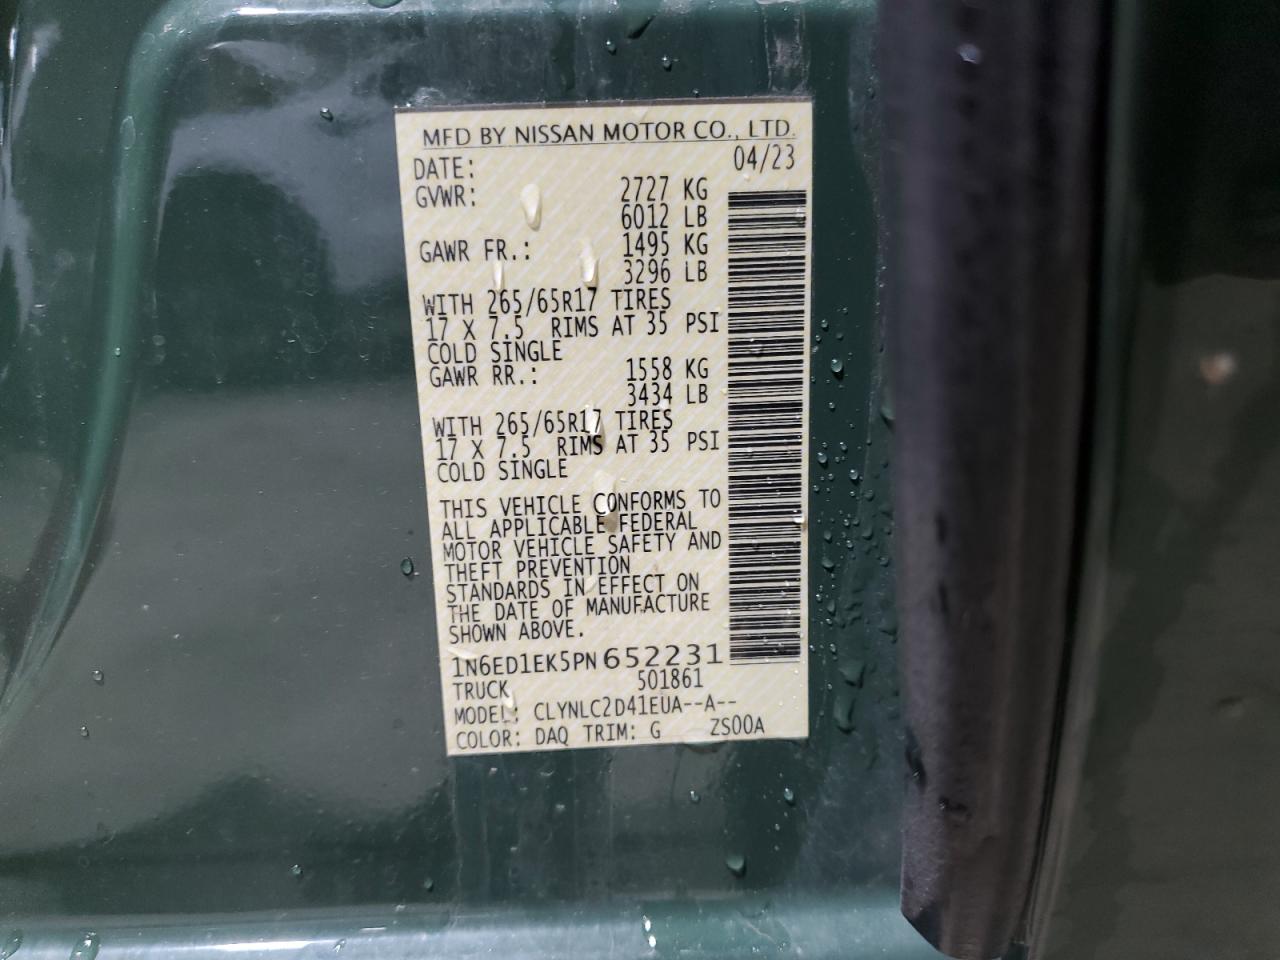 MFD BY NISSAN MOTOR CO., LTD.
DATE: 04/23
GVWR: 2727 KG
6012 LB
GAWR FR.: 1495 KG
3296 LB
WITH 265/65R17 TIRES
17 X 7.5 RIMS AT 35 PSI
COLD SINGLE
GAWR RR.: 1558 KG
3434 LB
WITH 265/65R17 TIRES
17 X 7.5 RIMS AT 35 PSI
COLD SINGLE
THIS VEHICLE CONFORMS TO
ALL APPLICABLE FEDERAL
MOTOR VEHICLE SAFETY AND
THEFT PREVENTION
STANDARDS IN EFFECT ON
THE DATE OF MANUFACTURE
SHOWN ABOVE.
1N6ED1EK5PN652231
TRUCK 501861
MODEL: CLYNLC2D41EUA--A--
COLOR: DAQ TRIM: G ZS00A